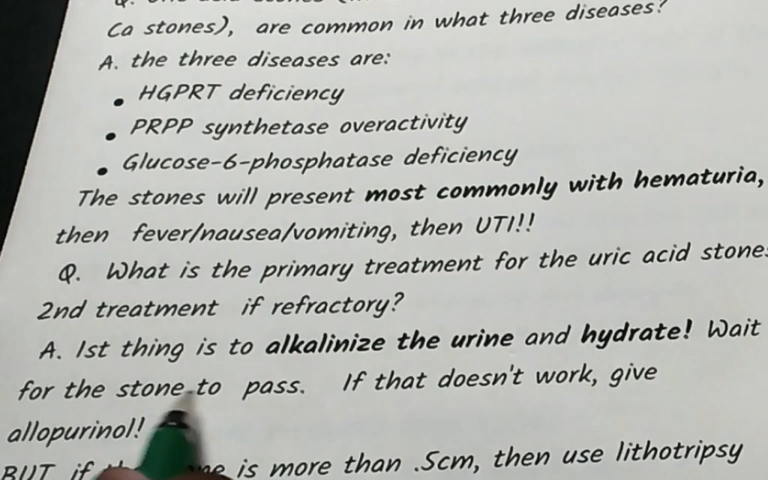 Ca stones), are common in what three diseases?
A. the three diseases are:
• HGPRT deficiency
• PRPP synthetase overactivity
• Glucose-6-phosphatase deficiency
The stones will present most commonly with hematuria,
then fever/nausea/vomiting, then UTI!!
Q. What is the primary treatment for the uric acid stone
2nd treatment if refractory?
A. 1st thing is to alkalinize the urine and hydrate! Wait
for the stone to pass. If that doesn't work, give
allopurinol!
BUT if is more than .5cm, then use lithotripsy